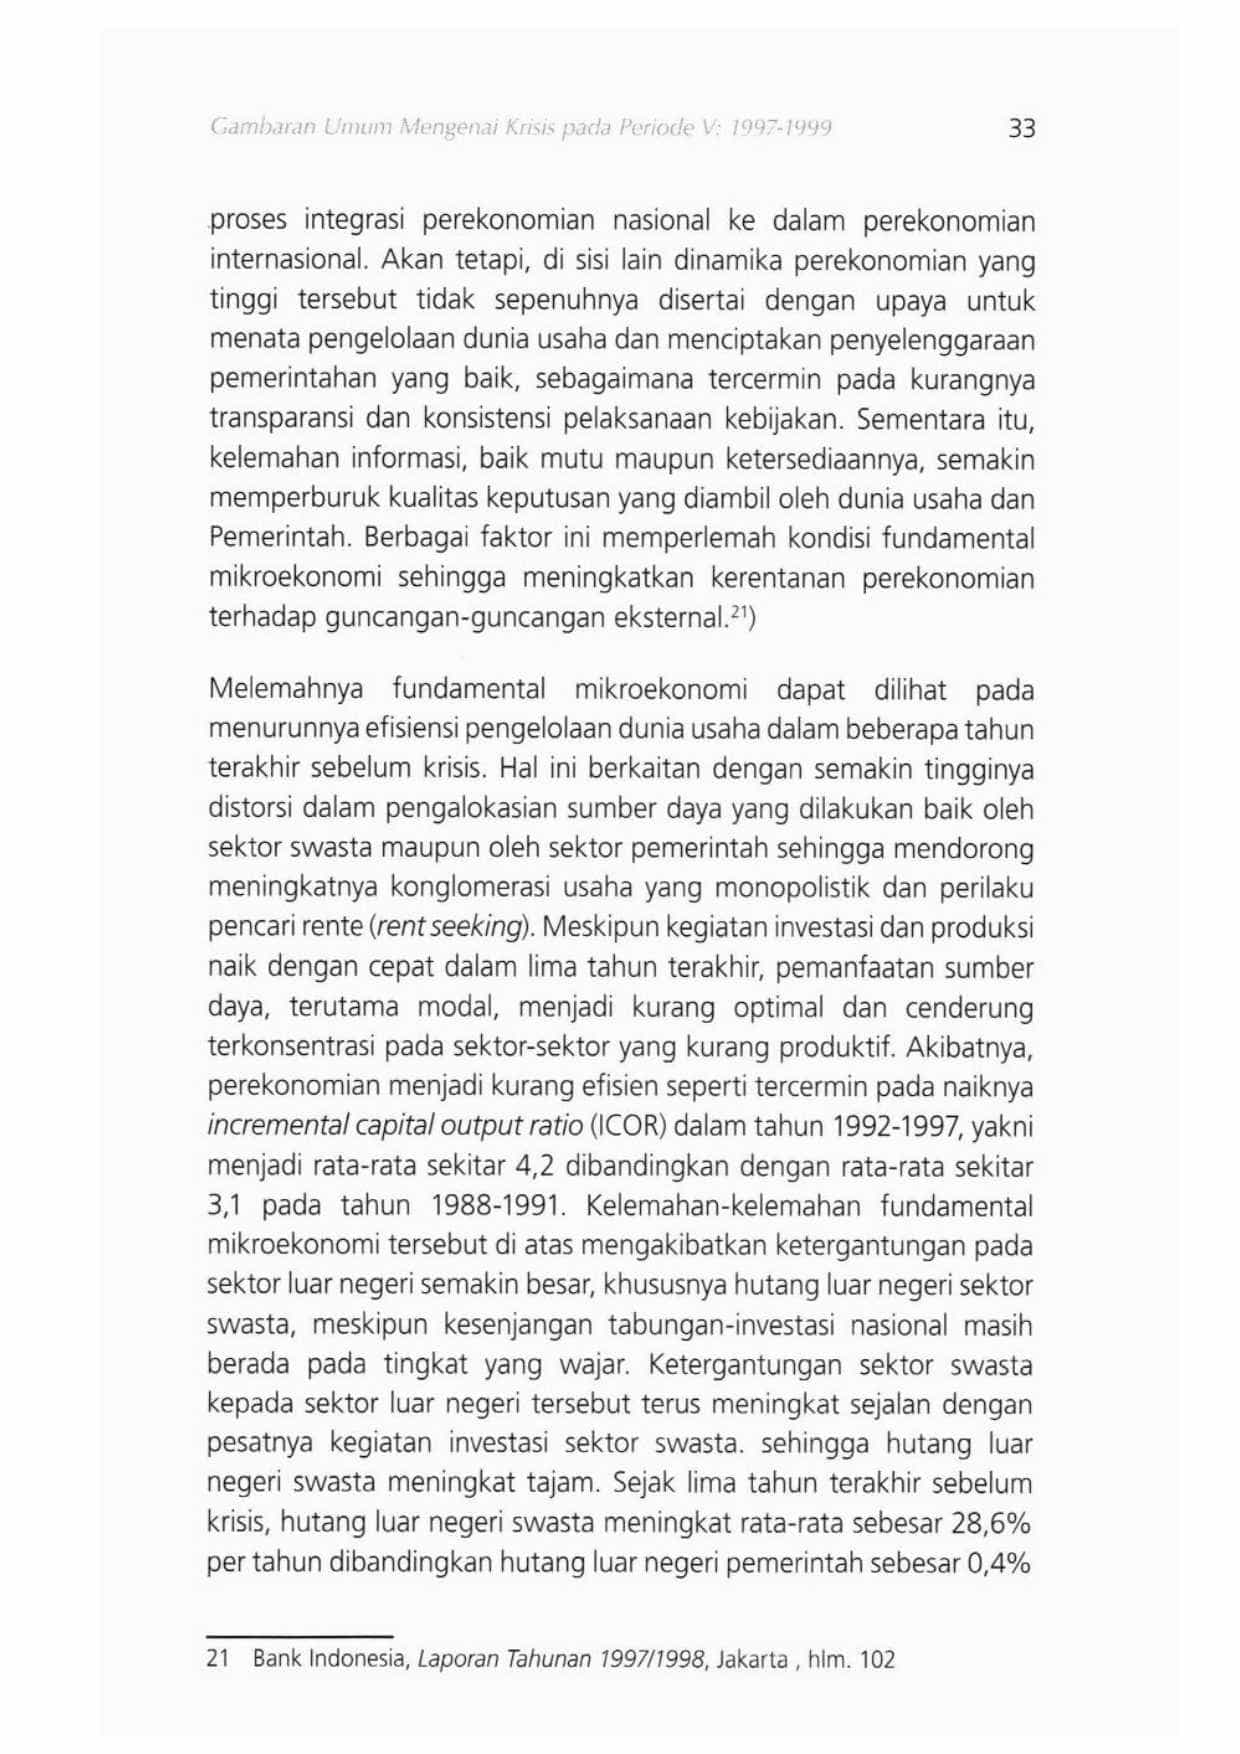 Gambaran Umum Mengenai Krisis pada Periode V: 1997-1999 33
proses integrasi perekonomian nasional ke dalam perekonomian
internasional. Akan tetapi, di sisi lain dinamika perekonomian yang
tinggi tersebut tidak sepenuhnya disertai dengan upaya untuk
menata pengelolaan dunia usaha dan menciptakan penyelenggaraan
pemerintahan yang baik, sebagaimana tercermin pada kurangnya
transparansi dan konsistensi pelaksanaan kebijakan. Sementara itu,
kelemahan informasi, baik mutu maupun ketersediaannya, semakin
memperburuk kualitas keputusan yang diambil oleh dunia usaha dan
Pemerintah. Berbagai faktor ini memperlemah kondisi fundamental
mikroekonomi sehingga meningkatkan kerentanan perekonomian
terhadap guncangan-guncangan eksternal.²¹)
Melemahnya fundamental mikroekonomi dapat dilihat pada
menurunnya efisiensi pengelolaan dunia usaha dalam beberapa tahun
terakhir sebelum krisis. Hal ini berkaitan dengan semakin tingginya
distorsi dalam pengalokasian sumber daya yang dilakukan baik oleh
sektor swasta maupun oleh sektor pemerintah sehingga mendorong
meningkatnya konglomerasi usaha yang monopolistik dan perilaku
pencari rente (rent seeking). Meskipun kegiatan investasi dan produksi
naik dengan cepat dalam lima tahun terakhir, pemanfaatan sumber
daya, terutama modal, menjadi kurang optimal dan cenderung
terkonsentrasi pada sektor-sektor yang kurang produktif. Akibatnya,
perekonomian menjadi kurang efisien seperti tercermin pada naiknya
incremental capital output ratio (ICOR) dalam tahun 1992-1997, yakni
menjadi rata-rata sekitar 4,2 dibandingkan dengan rata-rata sekitar
3,1 pada tahun 1988-1991. Kelemahan-kelemahan fundamental
mikroekonomi tersebut di atas mengakibatkan ketergantungan pada
sektor luar negeri semakin besar, khususnya hutang luar negeri sektor
swasta, meskipun kesenjangan tabungan-investasi nasional masih
berada pada tingkat yang wajar. Ketergantungan sektor swasta
kepada sektor luar negeri tersebut terus meningkat sejalan dengan
pesatnya kegiatan investasi sektor swasta. sehingga hutang luar
negeri swasta meningkat tajam. Sejak lima tahun terakhir sebelum
krisis, hutang luar negeri swasta meningkat rata-rata sebesar 28,6%
per tahun dibandingkan hutang luar negeri pemerintah sebesar 0,4%
21 Bank Indonesia, Laporan Tahunan 1997/1998, Jakarta , hlm. 102